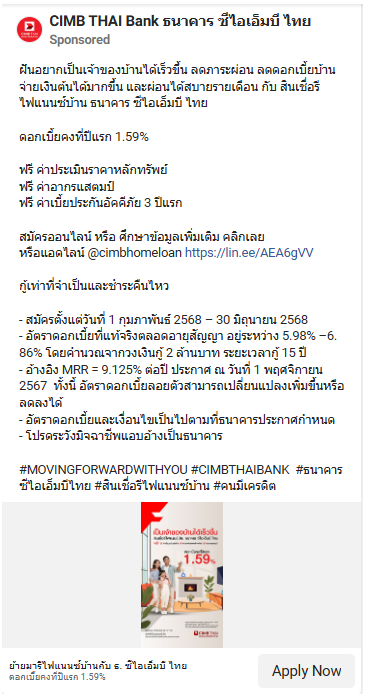 CIMB THAI Bank ธนาคาร ซีไอเอ็มบี ไทย
Sponsored
ฝันอยากเป็นเจ้าของบ้านได้เร็วขึ้น ลดภาระผ่อน ลดดอกเบี้ยบ้าน
จ่ายเงินต้นได้มากขึ้น และผ่อนได้สบายรายเดือน กับ สินเชื่อรี
ไฟแนนซ์บ้าน ธนาคาร ซีไอเอ็มบี ไทย
ดอกเบี้ยคงที่ปีแรก 1.59%
ฟรี ค่าประเมินราคาหลักทรัพย์
ฟรี ค่าอากรแสตมป์
ฟรี ค่าเบี้ยประกันอัคคีภัย 3 ปีแรก
สมัครออนไลน์ หรือ ศึกษาข้อมูลเพิ่มเติม คลิกเลย
หรือแอดไลน์ @cimbhomeloan https://lin.ee/AEA6gVV
กู้เท่าที่จำเป็นและชำระคืนไหว
- สมัครตั้งแต่วันที่ 1 กุมภาพันธ์ 2568 – 30 มิถุนายน 2568
- อัตราดอกเบี้ยที่แท้จริงตลอดอายุสัญญา อยู่ระหว่าง 5.98% –6.
86% โดยคำนวณจากวงเงินกู้ 2 ล้านบาท ระยะเวลากู้ 15 ปี
- อ้างอิง MRR = 9.125% ต่อปี ประกาศ ณ วันที่ 1 พฤศจิกายน
2567  ทั้งนี้ อัตราดอกเบี้ยลอยตัวสามารถเปลี่ยนแปลงเพิ่มขึ้นหรือ
ลดลงได้
- อัตราดอกเบี้ยและเงื่อนไขเป็นไปตามที่ธนาคารประกาศกำหนด
- โปรดระวังมิจฉาชีพแอบอ้างเป็นธนาคาร
#MOVINGFORWARDWITHYOU #CIMBTHAIBANK  #ธนาคาร
ซีไอเอ็มบีไทย #สินเชื่อรีไฟแนนซ์บ้าน #คนมีเครดิต
เป็นเจ้าของบ้านได้เร็วขึ้น
1.59%
CIMB THAI
ย้ายมารีไฟแนนซ์บ้านกับ ธ. ซีไอเอ็มบี ไทย
ดอกเบี้ยคงที่ปีแรก 1.59%
Apply Now